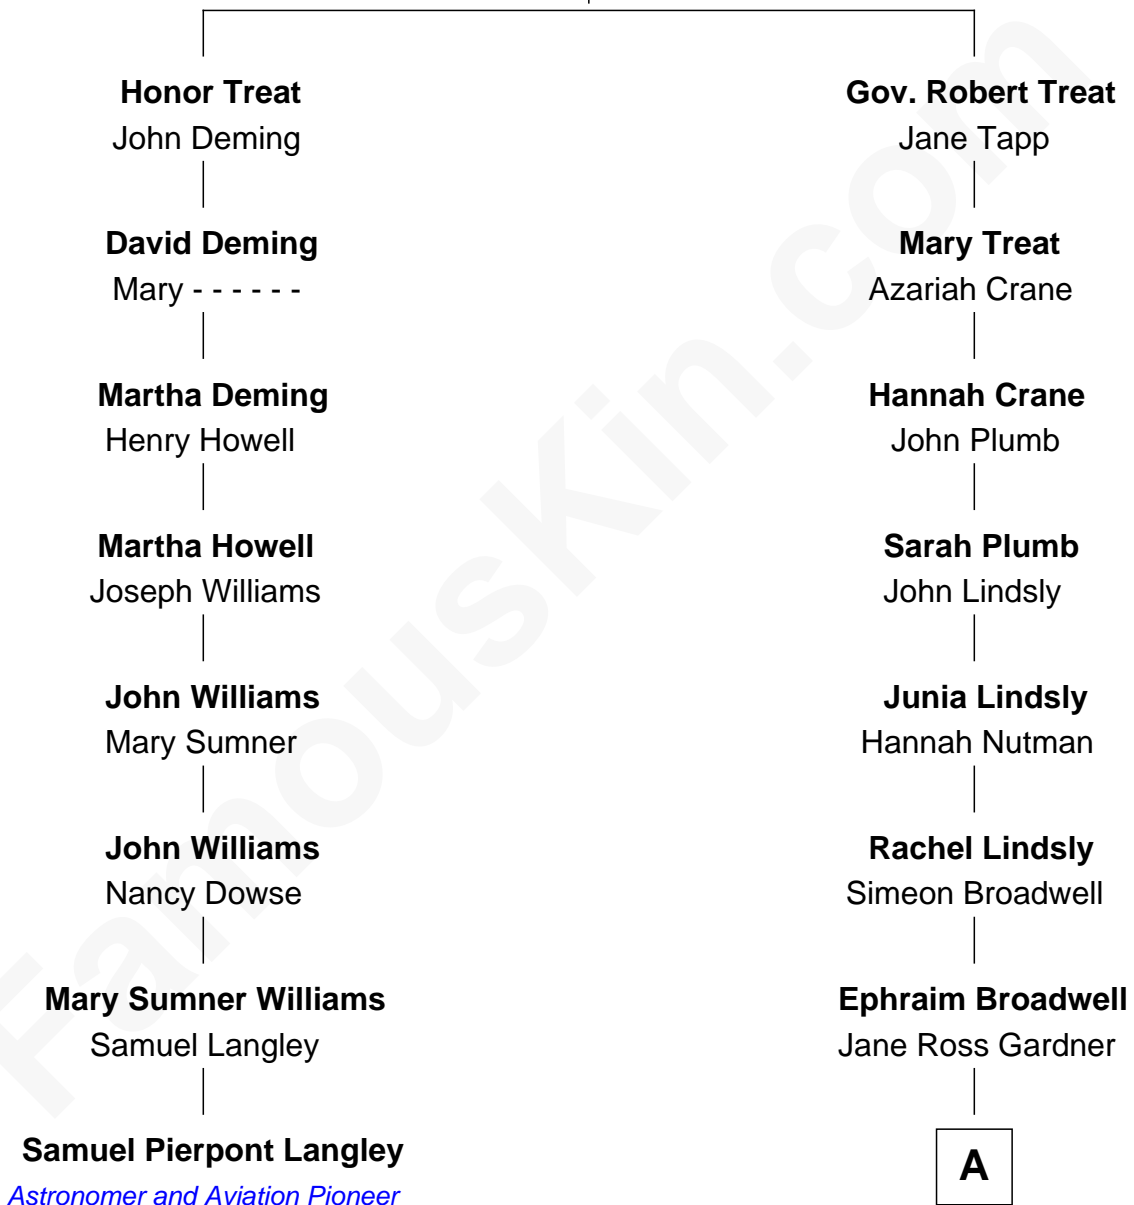 Honor Treat
John Deming
David Deming
Mary - - - - - -
Martha Deming
Henry Howell
Martha Howell
Joseph Williams
John Williams
Mary Sumner
John Williams
Nancy Dowse
Mary Sumner Williams
Samuel Langley
Samuel Pierpont Langley
Astronomer and Aviation Pioneer
Gov. Robert Treat
Jane Tapp
Mary Treat
Azariah Crane
Hannah Crane
John Plumb
Sarah Plumb
John Lindsly
Junia Lindsly
Hannah Nutman
Rachel Lindsly
Simeon Broadwell
Ephraim Broadwell
Jane Ross Gardner
A
FamousKin.com